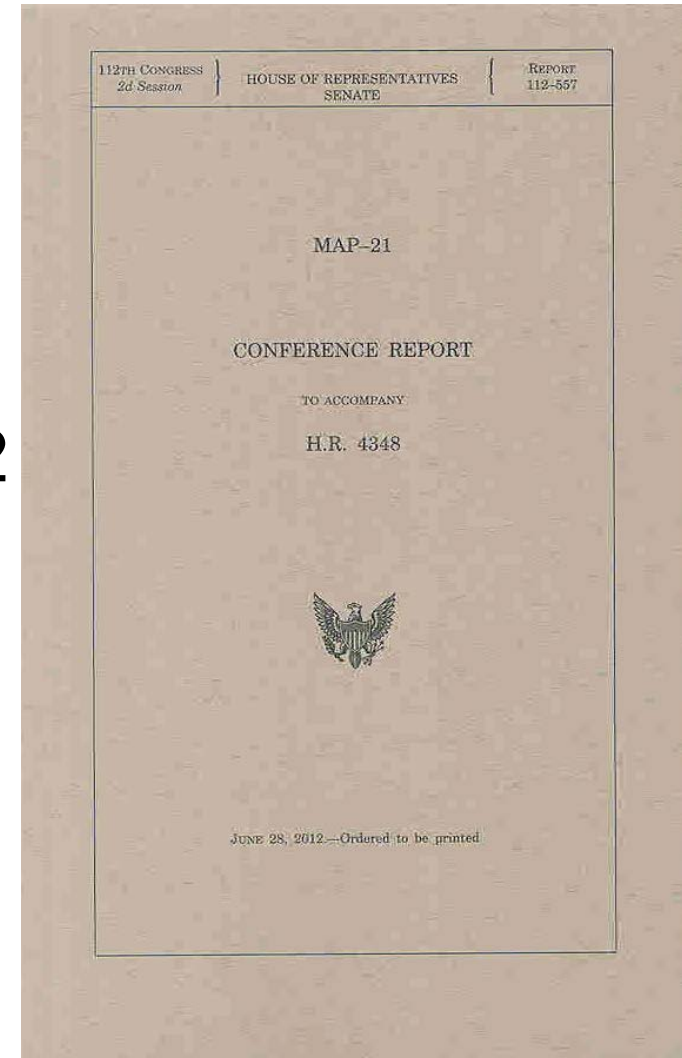 112TH CONGRESS
2d Session
HOUSE OF REPRESENTATIVES
SENATE
REPORT
112–557
MAP–21
CONFERENCE REPORT
TO ACCOMPANY
H.R. 4348
JUNE 28, 2012.—Ordered to be printed